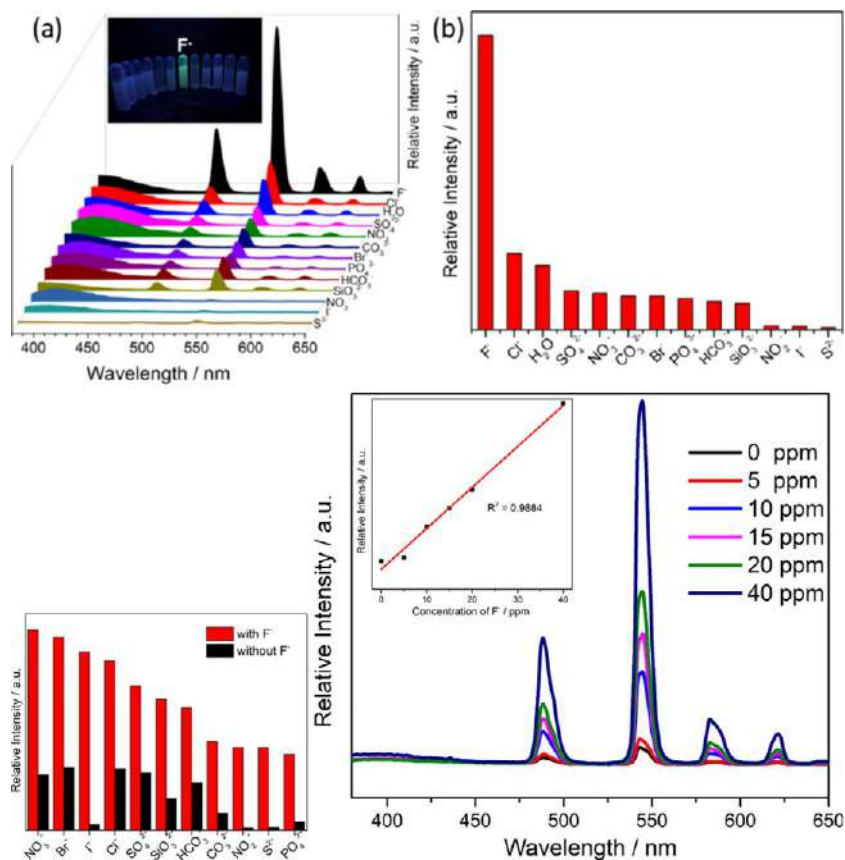 (a)
F⁻
Relative Intensity / a.u.
F⁻
Cl⁻
H₂O
SO₄²⁻
NO₃⁻
CO₃²⁻
Br⁻
PO₄³⁻
HCO₃⁻
SiO₃²⁻
NO₂⁻
I⁻
S²⁻
400 450 500 550 600 650
Wavelength / nm
(b)
Relative Intensity / a.u.
F⁻ Cl⁻ H₂O SO₄²⁻ NO₃⁻ CO₃²⁻ Br⁻ PO₄³⁻ HCO₃⁻ SiO₃²⁻ NO₂⁻ I⁻ S²⁻
Relative Intensity / a.u.
with F⁻
without F⁻
NO₃⁻ Br⁻ I⁻ Cl⁻ SO₄²⁻ SiO₃²⁻ HCO₃⁻ CO₃²⁻ NO₂⁻ S²⁻ PO₄³⁻
Relative Intensity / a.u.
Relative Intensity / a.u.
R² = 0.9884
0 10 20 30 40
Concentration of F⁻ / ppm
0 ppm
5 ppm
10 ppm
15 ppm
20 ppm
40 ppm
400 450 500 550 600 650
Wavelength / nm